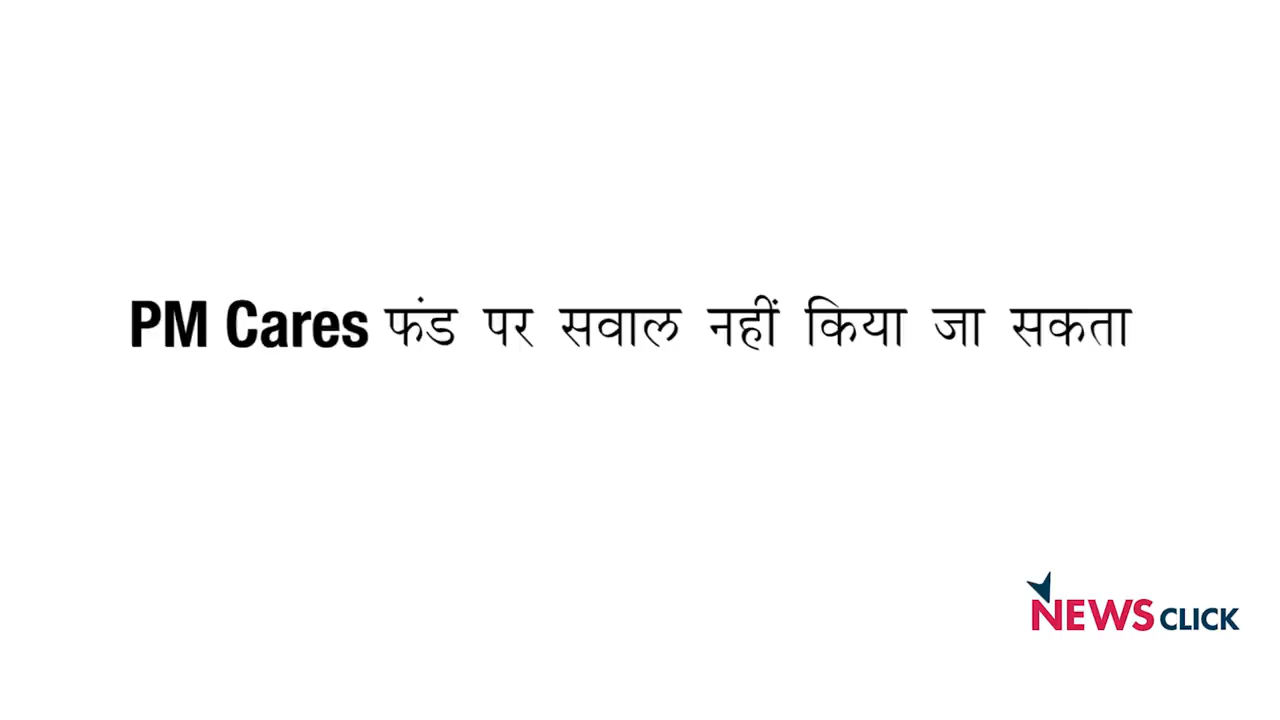 PM Cares फंड पर सवाल नहीं किया जा सकता
NEWSCLICK